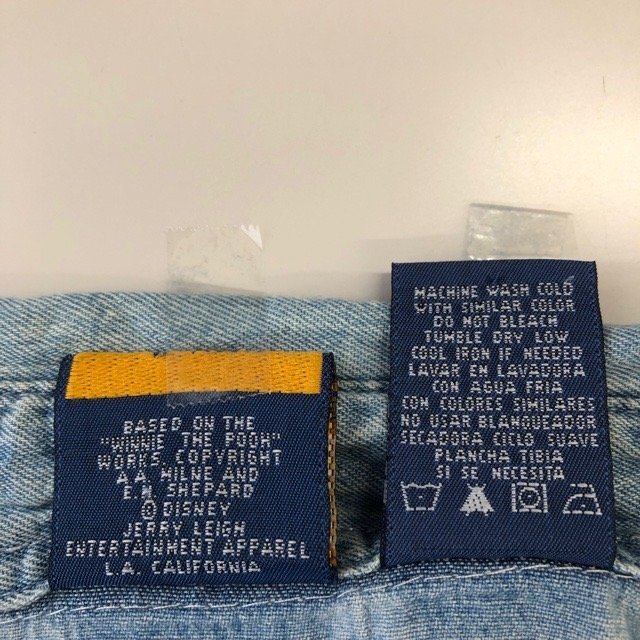 BASED ON THE
"WINNIE THE POOH"
WORKS, COPYRIGHT
A.A. MILNE AND
E.H. SHEPARD
© DISNEY
JERRY LEIGH
ENTERTAINMENT APPAREL
L.A. CALIFORNIA
MACHINE WASH COLD
WITH SIMILAR COLOR
DO NOT BLEACH
TUMBLE DRY LOW
COOL IRON IF NEEDED
LAVAR EN LAVADORA
CON AGUA FRIA
CON COLORES SIMILARES
NO USAR BLANQUEADOR
SECADORA CICLO SUAVE
PLANCHA TIBIA
SI SE NECESITA